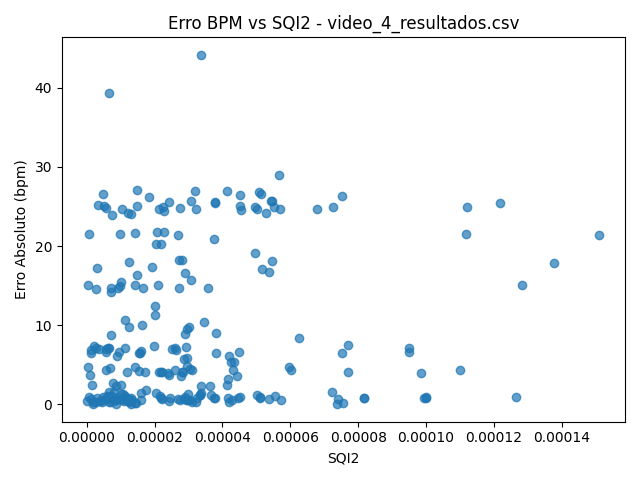 Erro BPM vs SQI2 - video_4_resultados.csv
Erro Absoluto (bpm)
40
30
20
10
0
0.00000 0.00002 0.00004 0.00006 0.00008 0.00010 0.00012 0.00014
SQI2